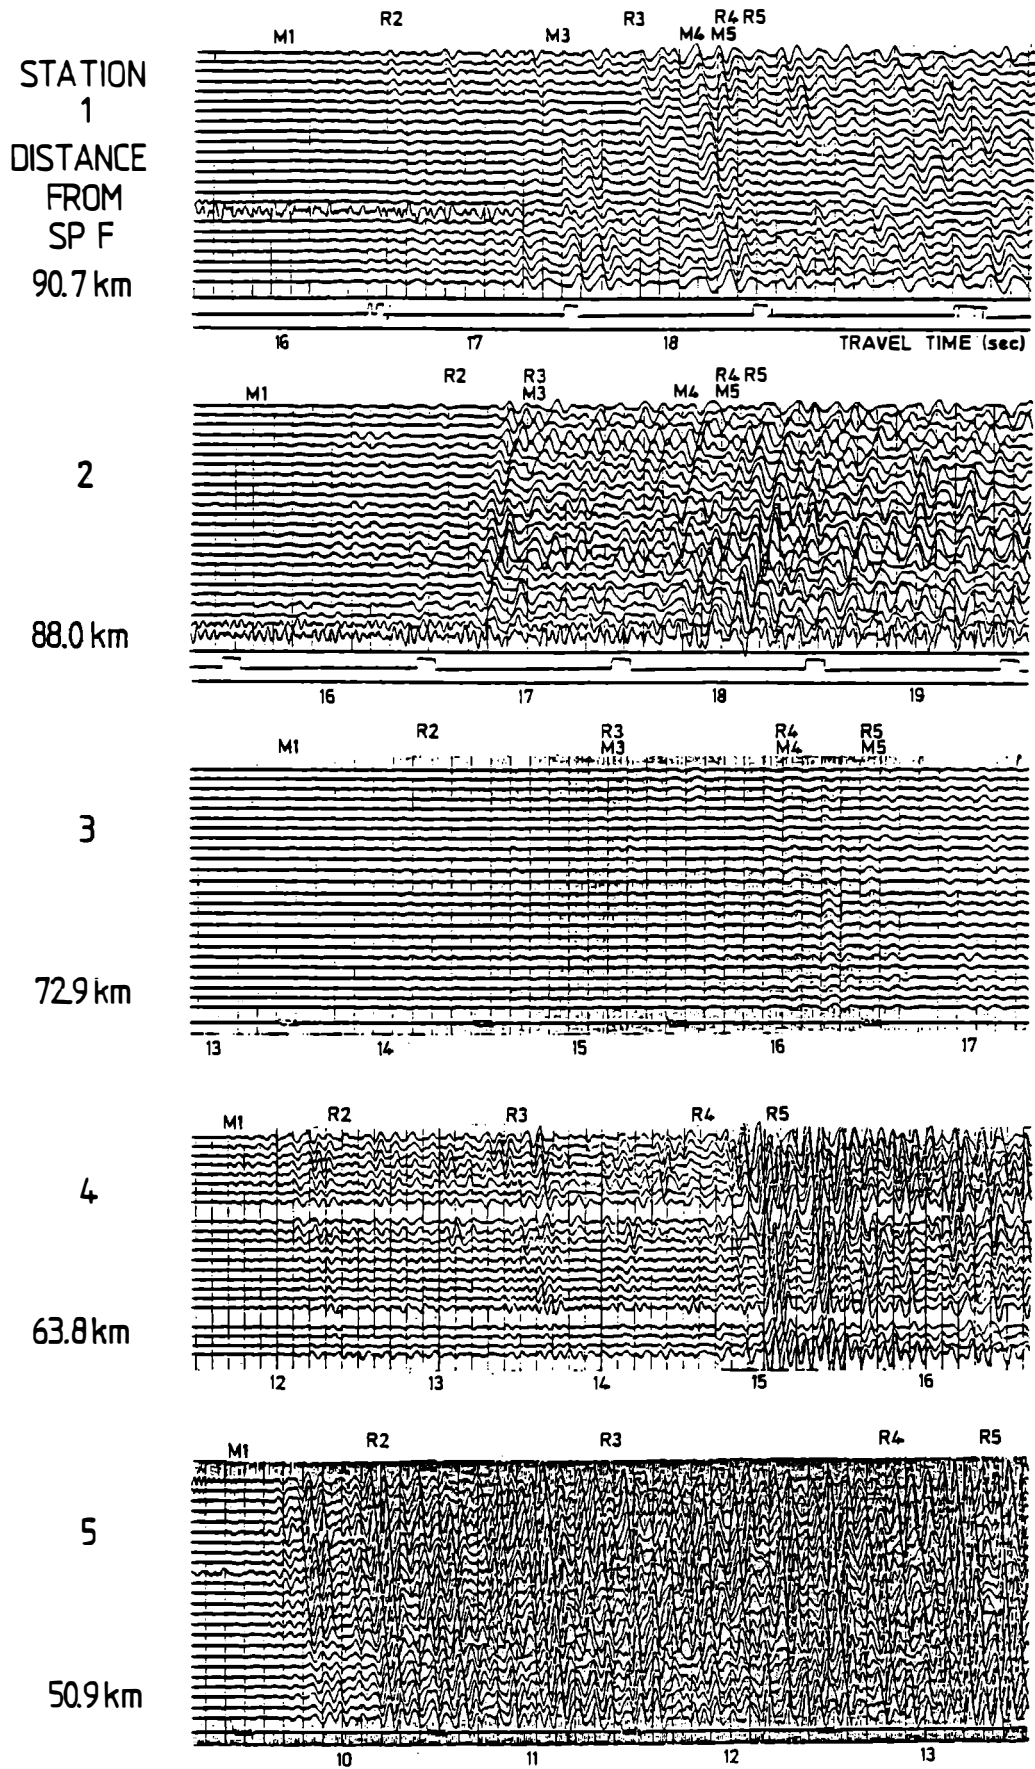 R2 R3 R4 R5
M1 M3 M4 M5
STATION
1
DISTANCE
FROM
SP F
90.7 km
16 17 18 TRAVEL TIME (sec)
R2 R3 R4 R5
M1 M3 M4 M5
2
88.0 km
16 17 18 19
R2 R3 R4 R5
M1 M3 M4 M5
3
72.9 km
13 14 15 16 17
M1 R2 R3 R4 R5
4
63.8 km
12 13 14 15 16
M1 R2 R3 R4 R5
5
50.9 km
10 11 12 13